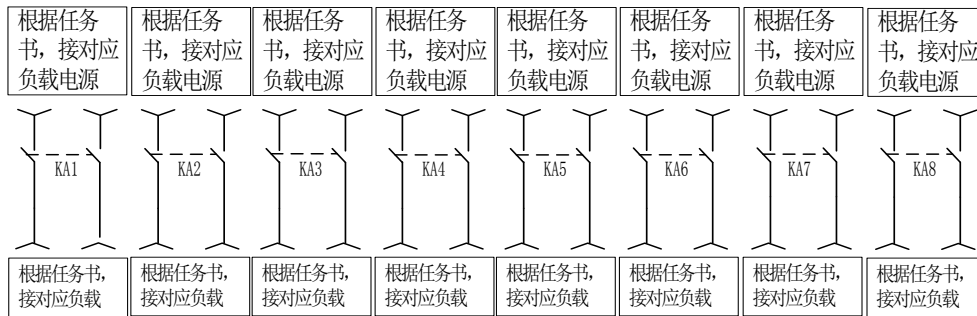 根据任务
书，接对应
负载电源
根据任务
书，接对应
负载电源
根据任务
书，接对应
负载电源
根据任务
书，接对应
负载电源
根据任务
书，接对应
负载电源
根据任务
书，接对应
负载电源
根据任务
书，接对应
负载电源
根据任务
书，接对应
负载电源
KA1
KA2
KA3
KA4
KA5
KA6
KA7
KA8
根据任务书，
接对应负载
根据任务书，
接对应负载
根据任务书，
接对应负载
根据任务书，
接对应负载
根据任务书，
接对应负载
根据任务书，
接对应负载
根据任务书，
接对应负载
根据任务书，
接对应负载